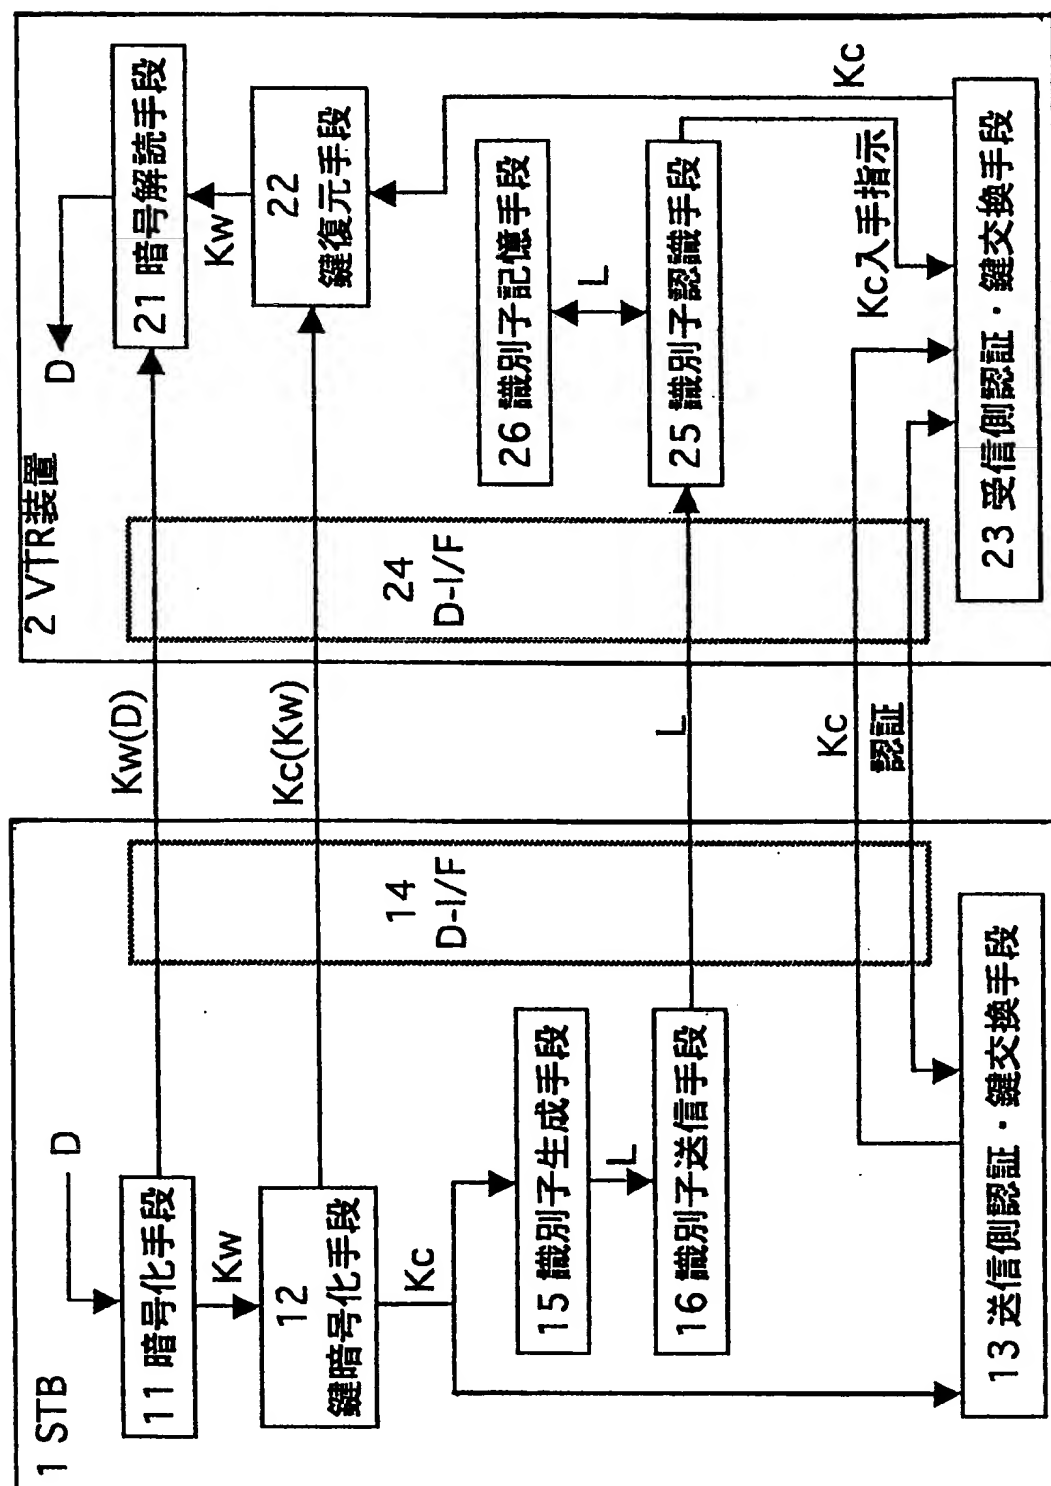 1 STB
D
11 暗号化手段
Kw
12
鍵暗号化手段
Kc
15 識別子生成手段
L
16 識別子送信手段
13 送信側認証・鍵交換手段
14
D-I/F
Kw(D)
Kc(Kw)
L
Kc
認証
2 VTR装置
24
D-I/F
D
21 暗号解読手段
Kw
22
鍵復元手段
26 識別子記憶手段
L
25 識別子認識手段
Kc入手指示
Kc
23 受信側認証・鍵交換手段